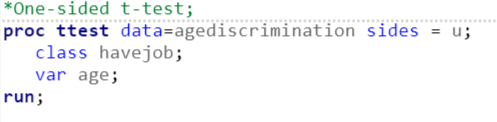 *One-sided t-test;
proc ttest data=agediscrimination sides = u;
class havejob;
var age;
run;